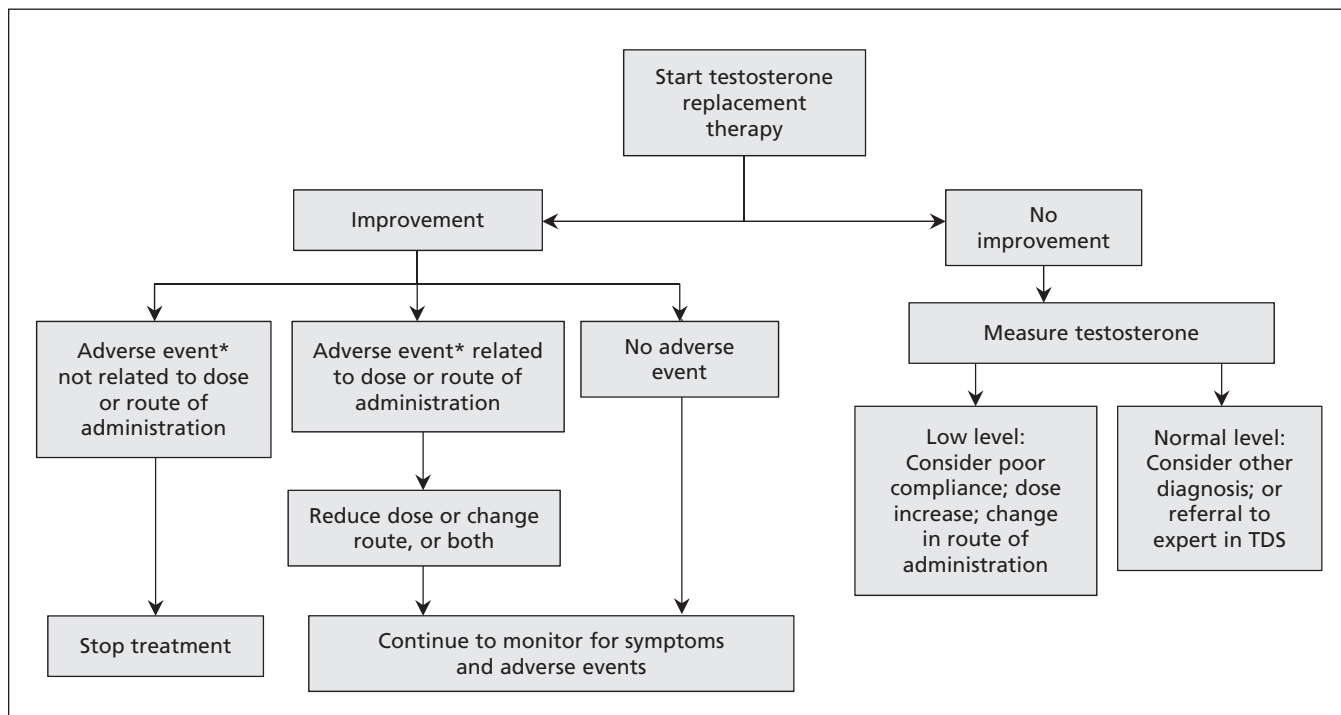 Start testosterone
replacement
therapy
Improvement
No
improvement
Adverse event*
not related to dose
or route of
administration
Adverse event* related
to dose or route of
administration
No adverse
event
Measure testosterone
Low level:
Consider poor
compliance; dose
increase; change
in route of
administration
Normal level:
Consider other
diagnosis; or
referral to
expert in TDS
Reduce dose or change
route, or both
Stop treatment
Continue to monitor for symptoms
and adverse events